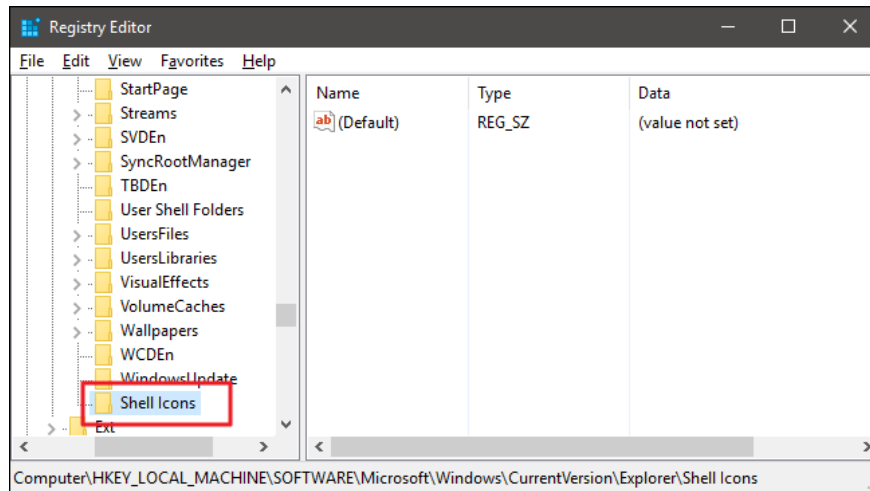 Registry Editor
File Edit View Favorites Help
StartPage
Streams
SVDEn
SyncRootManager
TBDEn
User Shell Folders
UsersFiles
UsersLibraries
VisualEffects
VolumeCaches
Wallpapers
WCDEn
WindowsUpdate
Shell Icons
Ext
Name Type Data
ab (Default) REG_SZ (value not set)
Computer\HKEY_LOCAL_MACHINE\SOFTWARE\Microsoft\Windows\CurrentVersion\Explorer\Shell Icons